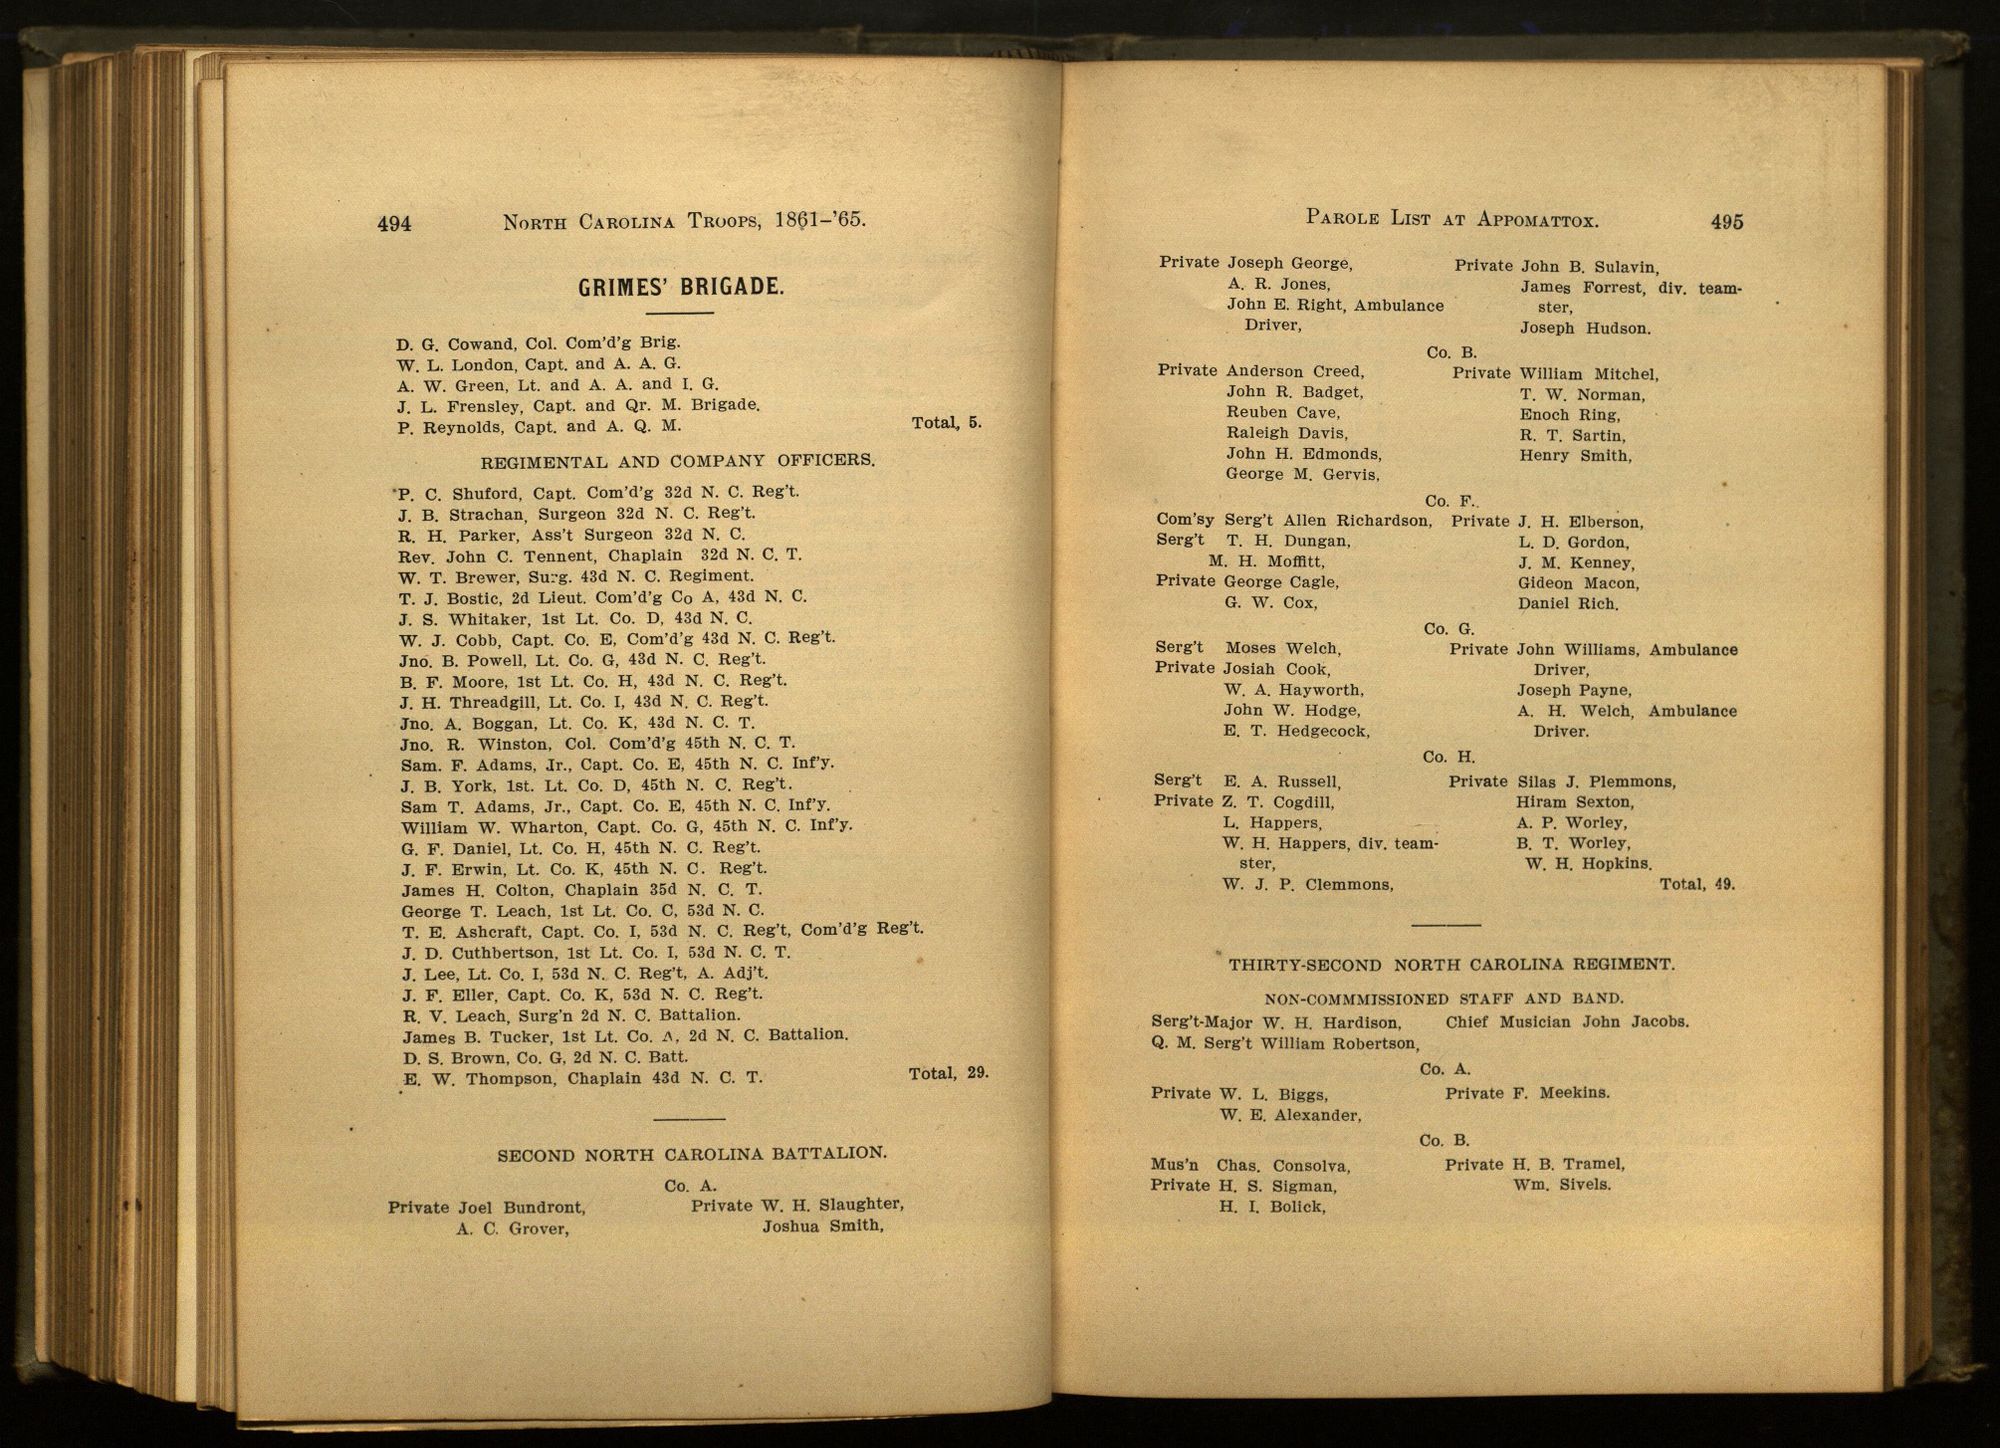 494 NORTH CAROLINA TROOPS, 1861-'65.
GRIMES' BRIGADE.
D. G. Cowand, Col. Com'd'g Brig.
W. L. London, Capt. and A. A. G.
A. W. Green, Lt. and A. A. and I. G.
J. L. Frensley, Capt. and Qr. M. Brigade.
P. Reynolds, Capt. and A. Q. M. Total, 5.
REGIMENTAL AND COMPANY OFFICERS.
P. C. Shuford, Capt. Com'd'g 32d N. C. Reg't.
J. B. Strachan, Surgeon 32d N. C. Reg't.
R. H. Parker, Ass't Surgeon 32d N. C.
Rev. John C. Tennent, Chaplain 32d N. C. T.
W. T. Brewer, Surg. 43d N. C. Regiment.
T. J. Bostic, 2d Lieut. Com'd'g Co A, 43d N. C.
J. S. Whitaker, 1st Lt. Co. D, 43d N. C.
W. J. Cobb, Capt. Co. E, Com'd'g 43d N. C. Reg't.
Jno. B. Powell, Lt. Co. G, 43d N. C. Reg't.
B. F. Moore, 1st Lt. Co. H, 43d N. C. Reg't.
J. H. Threadgill, Lt. Co. I, 43d N. C. Reg't.
Jno. A. Boggan, Lt. Co. K, 43d N. C. T.
Jno. R. Winston, Col. Com'd'g 45th N. C. T.
Sam. F. Adams, Jr., Capt. Co. E, 45th N. C. Inf'y.
J. B. York, 1st. Lt. Co. D, 45th N. C. Reg't.
Sam T. Adams, Jr., Capt. Co. E, 45th N. C. Inf'y.
William W. Wharton, Capt. Co. G, 45th N. C. Inf'y.
G. F. Daniel, Lt. Co. H, 45th N. C. Reg't.
J. F. Erwin, Lt. Co. K, 45th N. C. Reg't.
James H. Colton, Chaplain 35d N. C. T.
George T. Leach, 1st Lt. Co. C, 53d N. C.
T. E. Ashcraft, Capt. Co. I, 53d N. C. Reg't, Com'd'g Reg't.
J. D. Cuthbertson, 1st Lt. Co. I, 53d N. C. T.
J. Lee, Lt. Co. I, 53d N. C. Reg't, A. Adj't.
J. F. Eller, Capt. Co. K, 53d N. C. Reg't.
R. V. Leach, Surg'n 2d N. C. Battalion.
James B. Tucker, 1st Lt. Co. A, 2d N. C. Battalion.
D. S. Brown, Co. G, 2d N. C. Batt.
E. W. Thompson, Chaplain 43d N. C. T. Total, 29.
SECOND NORTH CAROLINA BATTALION.
Co. A.
Private Joel Bundront, Private W. H. Slaughter,
A. C. Grover, Joshua Smith,
PAROLE LIST AT APPOMATTOX. 495
Private Joseph George, Private John B. Sulavin,
A. R. Jones, James Forrest, div. team-
John E. Right, Ambulance ster,
Driver, Joseph Hudson.
Co. B.
Private Anderson Creed, Private William Mitchel,
John R. Badget, T. W. Norman,
Reuben Cave, Enoch Ring,
Raleigh Davis, R. T. Sartin,
John H. Edmonds, Henry Smith,
George M. Gervis,
Co. F.
Com'sy Serg't Allen Richardson, Private J. H. Elberson,
Serg't T. H. Dungan, L. D. Gordon,
M. H. Moffitt, J. M. Kenney,
Private George Cagle, Gideon Macon,
G. W. Cox, Daniel Rich.
Co. G.
Serg't Moses Welch, Private John Williams, Ambulance
Private Josiah Cook, Driver,
W. A. Hayworth, Joseph Payne,
John W. Hodge, A. H. Welch, Ambulance
E. T. Hedgecock, Driver.
Co. H.
Serg't E. A. Russell, Private Silas J. Plemmons,
Private Z. T. Cogdill, Hiram Sexton,
L. Happers, A. P. Worley,
W. H. Happers, div. team- B. T. Worley,
ster, W. H. Hopkins.
W. J. P. Clemmons, Total, 49.
THIRTY-SECOND NORTH CAROLINA REGIMENT.
NON-COMMMISSIONED STAFF AND BAND.
Serg't-Major W. H. Hardison, Chief Musician John Jacobs.
Q. M. Serg't William Robertson,
Co. A.
Private W. L. Biggs, Private F. Meekins.
W. E. Alexander,
Co. B.
Mus'n Chas. Consolva, Private H. B. Tramel,
Private H. S. Sigman, Wm. Sivels.
H. I. Bolick,